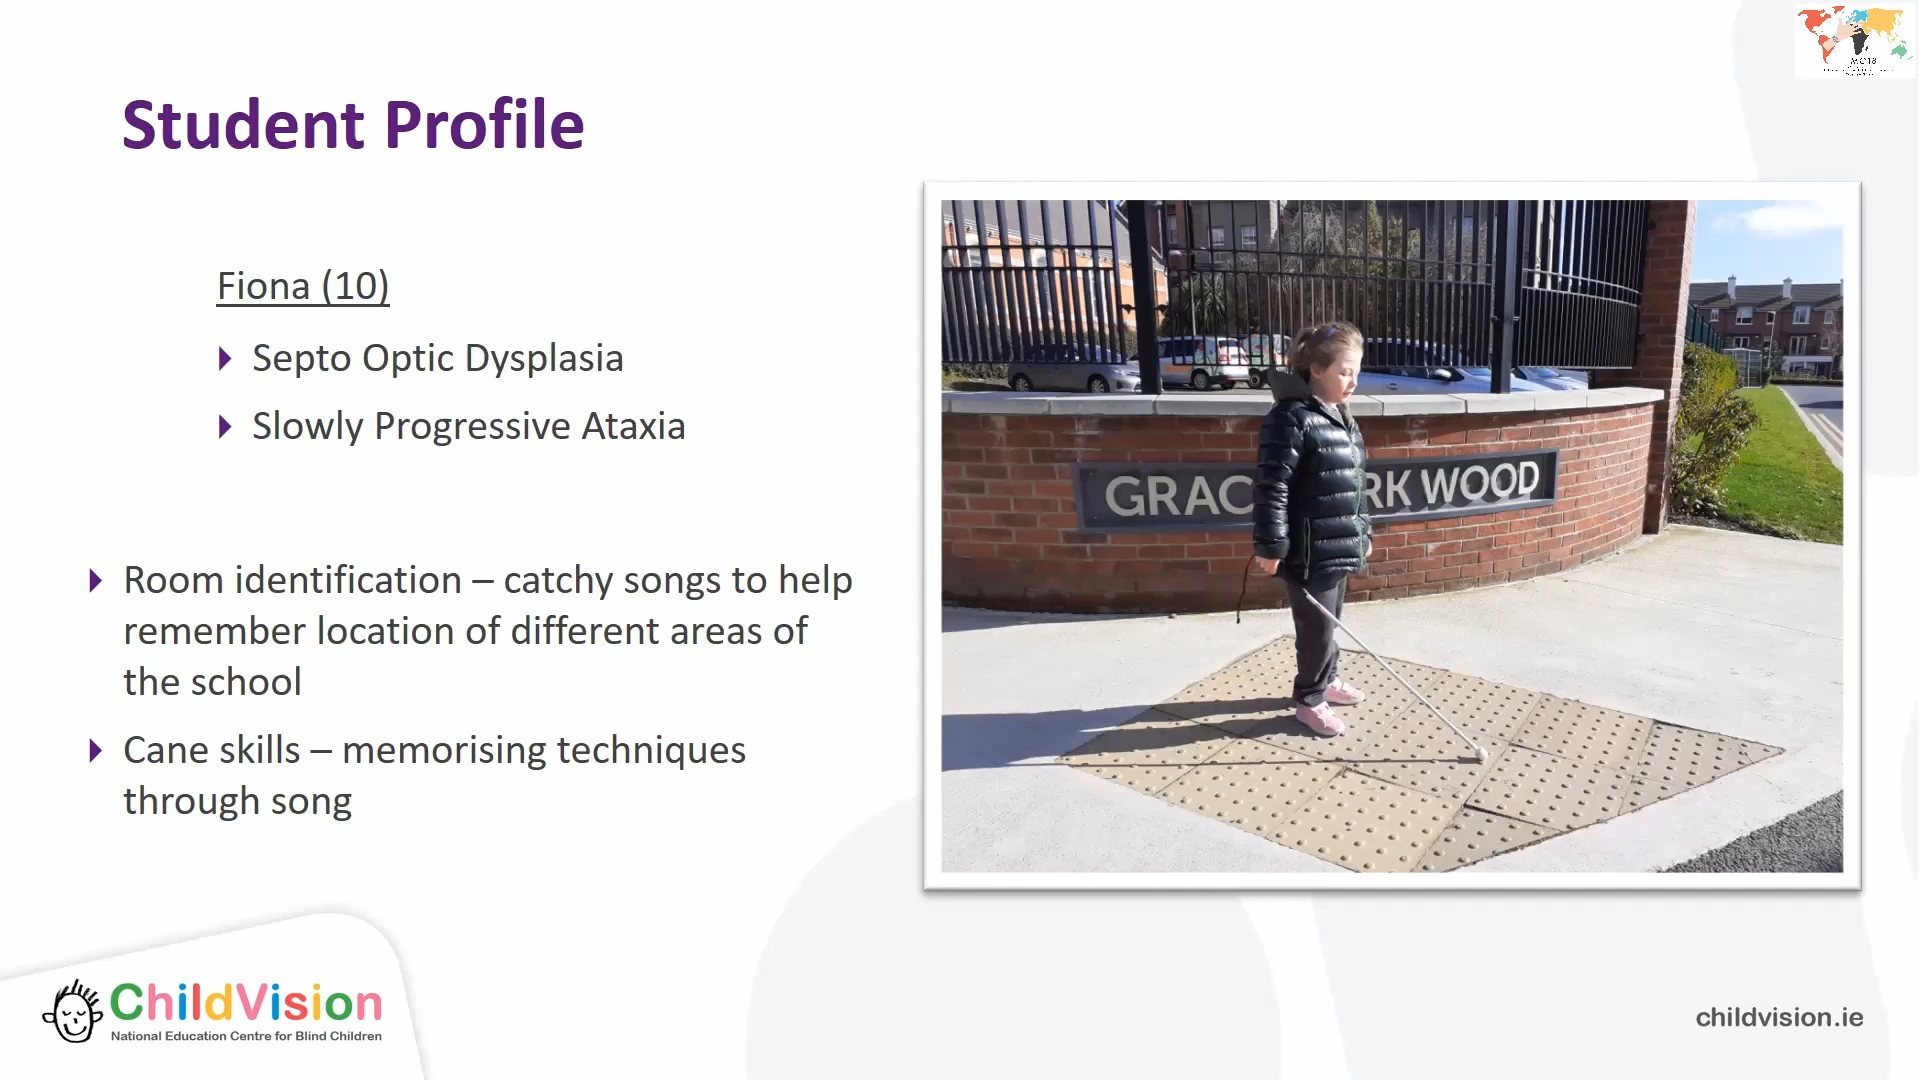 Student Profile
Fiona (10)
Septo Optic Dysplasia
Slowly Progressive Ataxia
Room identification – catchy songs to help
remember location of different areas of
the school
Cane skills – memorising techniques
through song
GRAC RK WOOD
ChildVision
National Education Centre for Blind Children
childvision.ie